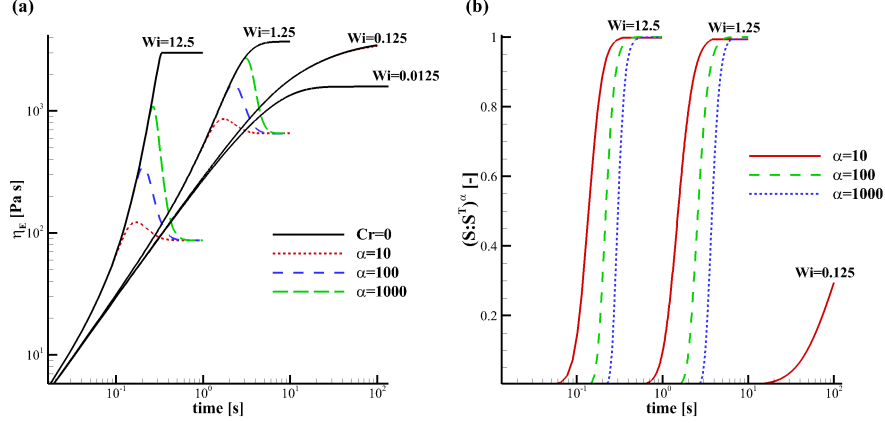 (a)
Wi=12.5
Wi=1.25
Wi=0.125
Wi=0.0125
10³
10²
10¹
η_E [Pa s]
Cr=0
α=10
α=100
α=1000
10⁻¹
10⁰
10¹
10²
time [s]
(b)
Wi=12.5
Wi=1.25
Wi=0.125
1
0.8
0.6
0.4
0.2
(S:Sᵀ)^α [-]
α=10
α=100
α=1000
10⁻¹
10⁰
10¹
10²
time [s]